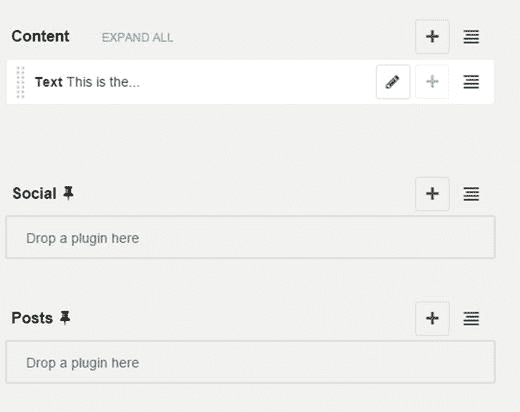 Content EXPAND ALL
Text This is the...
Social
Drop a plugin here
Posts
Drop a plugin here